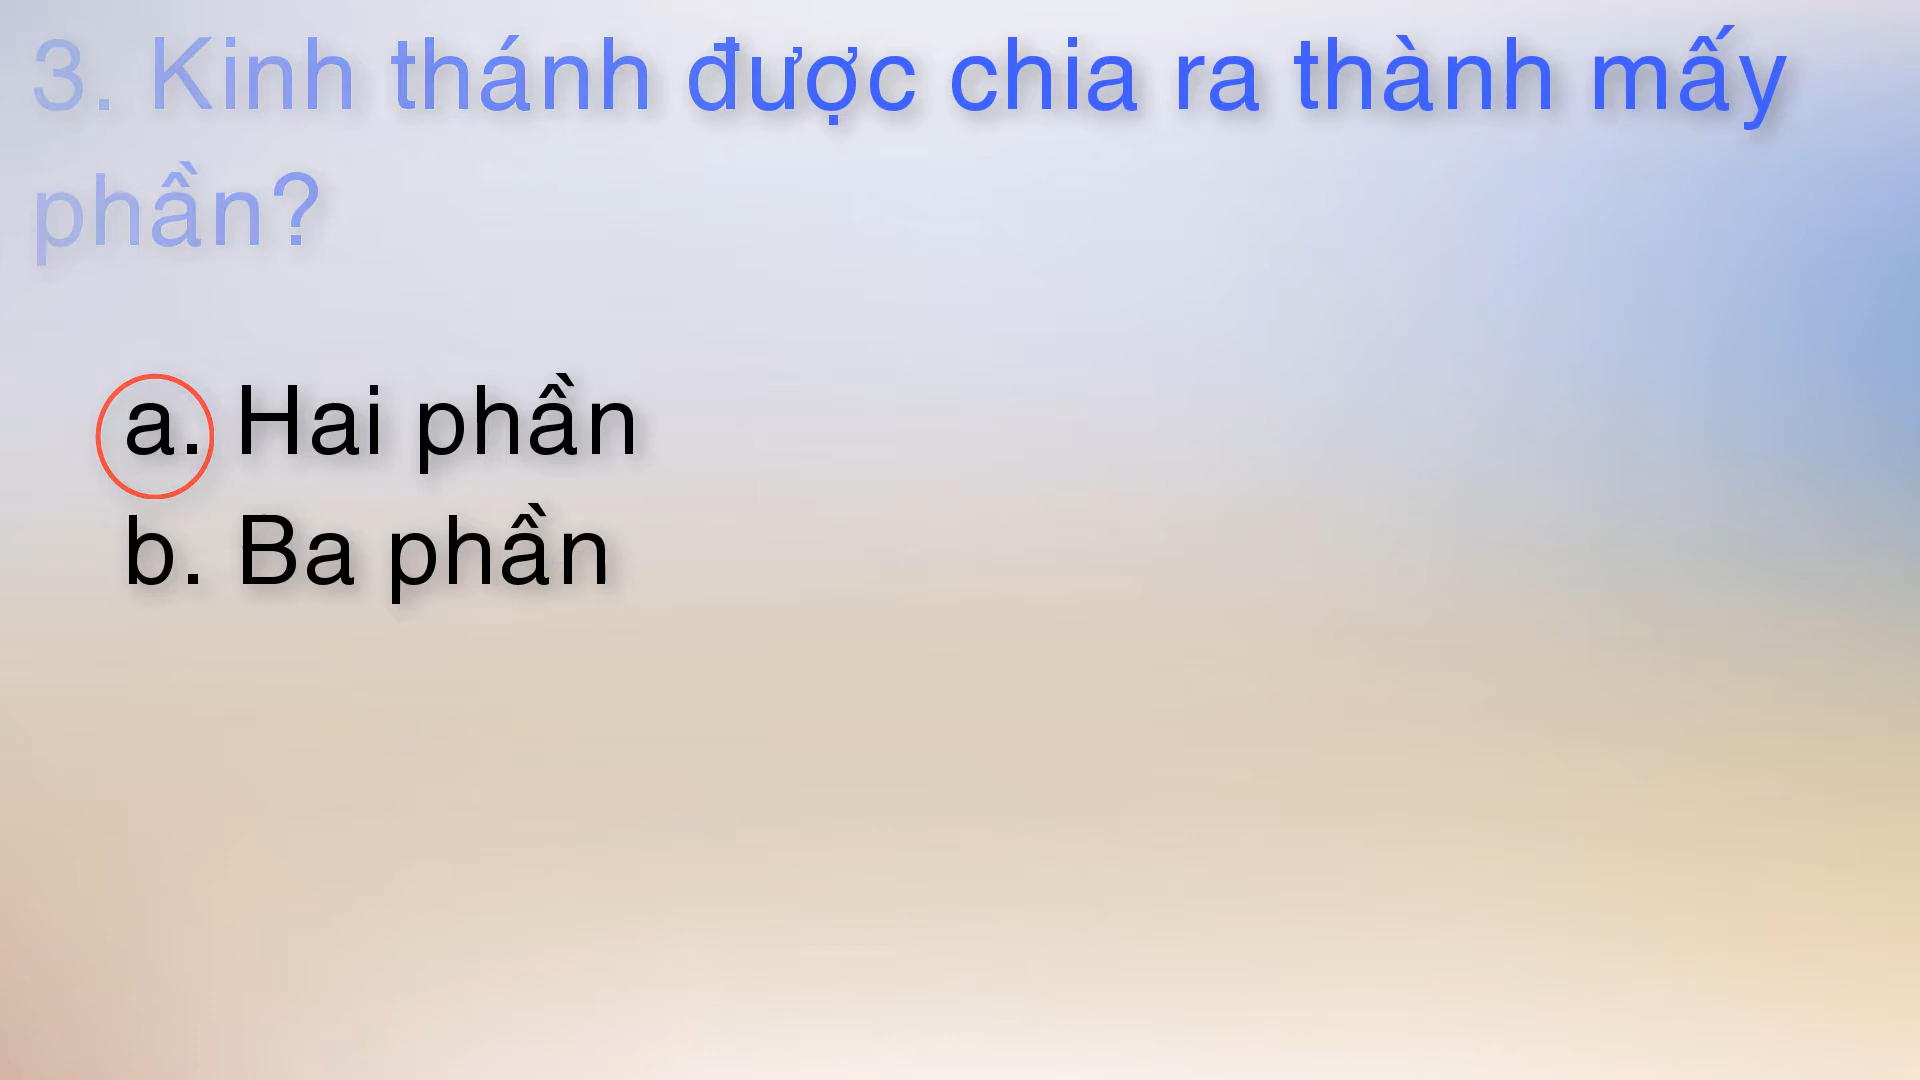 3. Kinh thánh được chia ra thành mấy
phần?
a. Hai phần
b. Ba phần